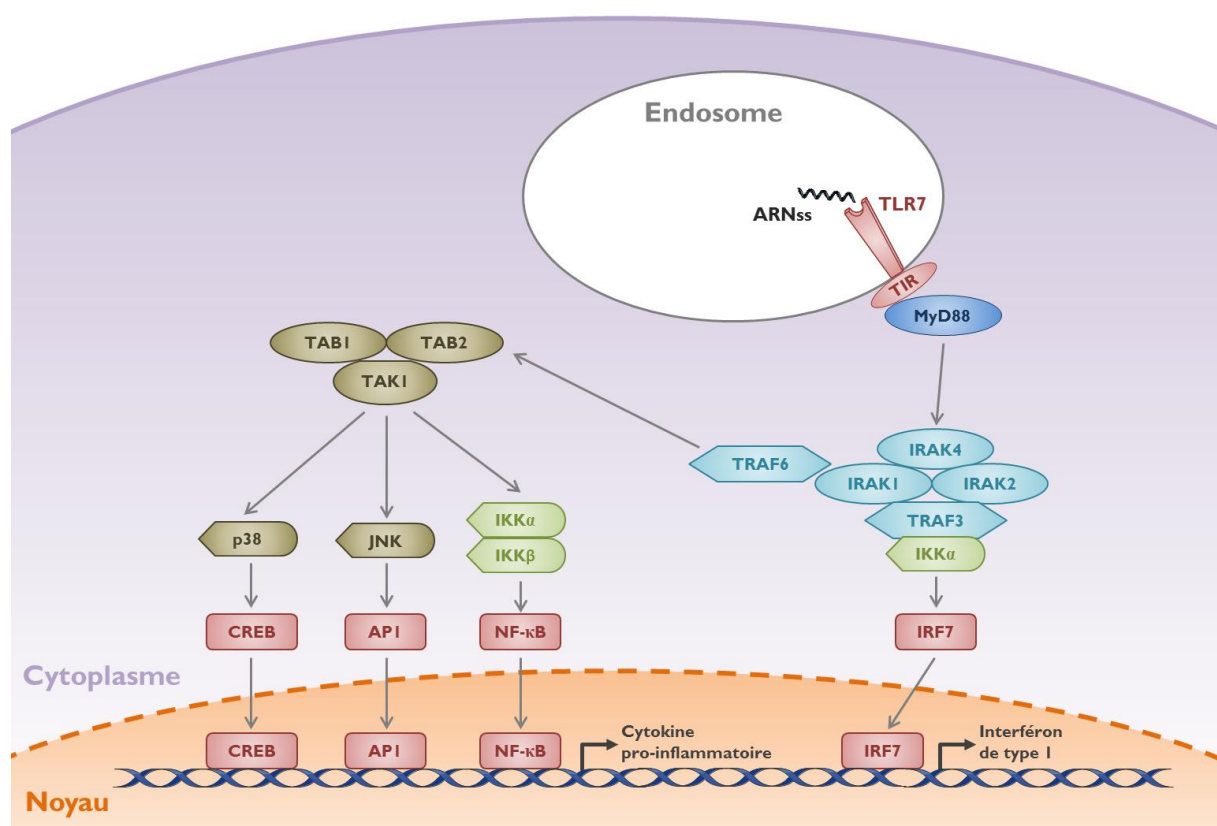 Endosome
ARNss
TLR7
TIR
MyD88
TAB1
TAB2
TAK1
IRAK4
TRAF6
IRAK1
IRAK2
TRAF3
IKKα
IKKα
IKKβ
p38
JNK
CREB
AP1
NF-κB
IRF7
Cytoplasme
CREB
AP1
NF-κB
Cytokine
pro-inflammatoire
IRF7
Interféron
de type I
Noyau